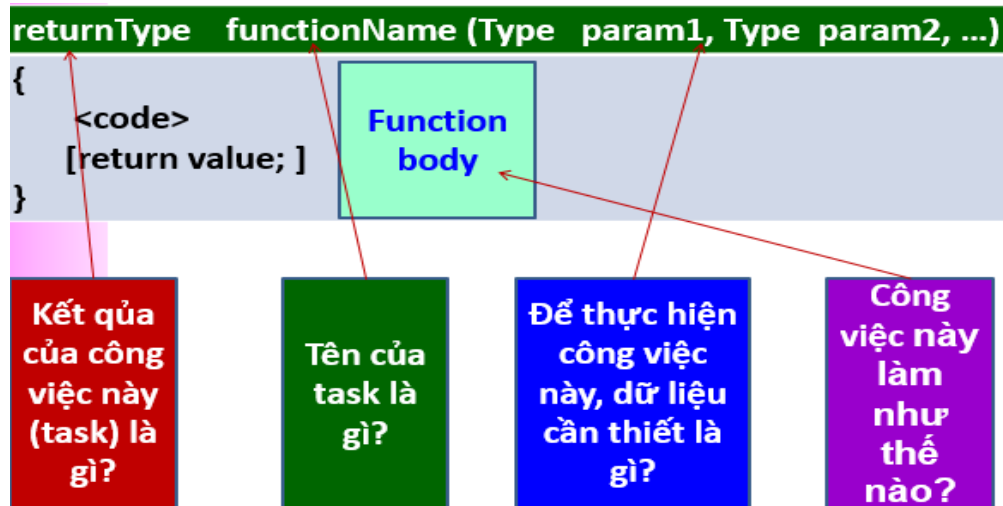 returnType functionName (Type param1, Type param2, ...)
{
<code>
[return value; ]
}
Function
body
Kết qủa
của công
việc này
(task) là
gì?
Tên của
task là
gì?
Để thực hiện
công việc
này, dữ liệu
cần thiết là
gì?
Công
việc này
làm
như
thế
nào?